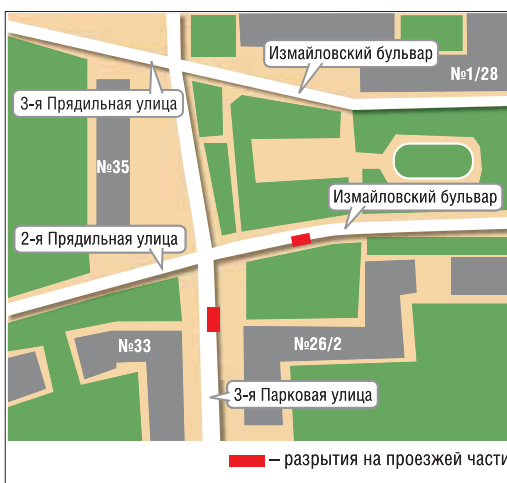 Измайловский бульвар
№1/28
3-я Прядильная улица
№35
Измайловский бульвар
2-я Прядильная улица
№33
№26/2
3-я Парковая улица
– разрытия на проезжей части